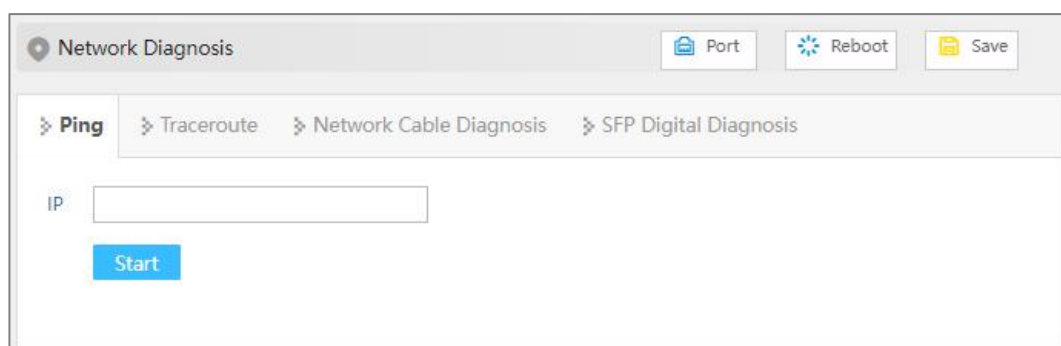 Network Diagnosis Port Reboot Save
Ping Traceroute Network Cable Diagnosis SFP Digital Diagnosis
IP
Start